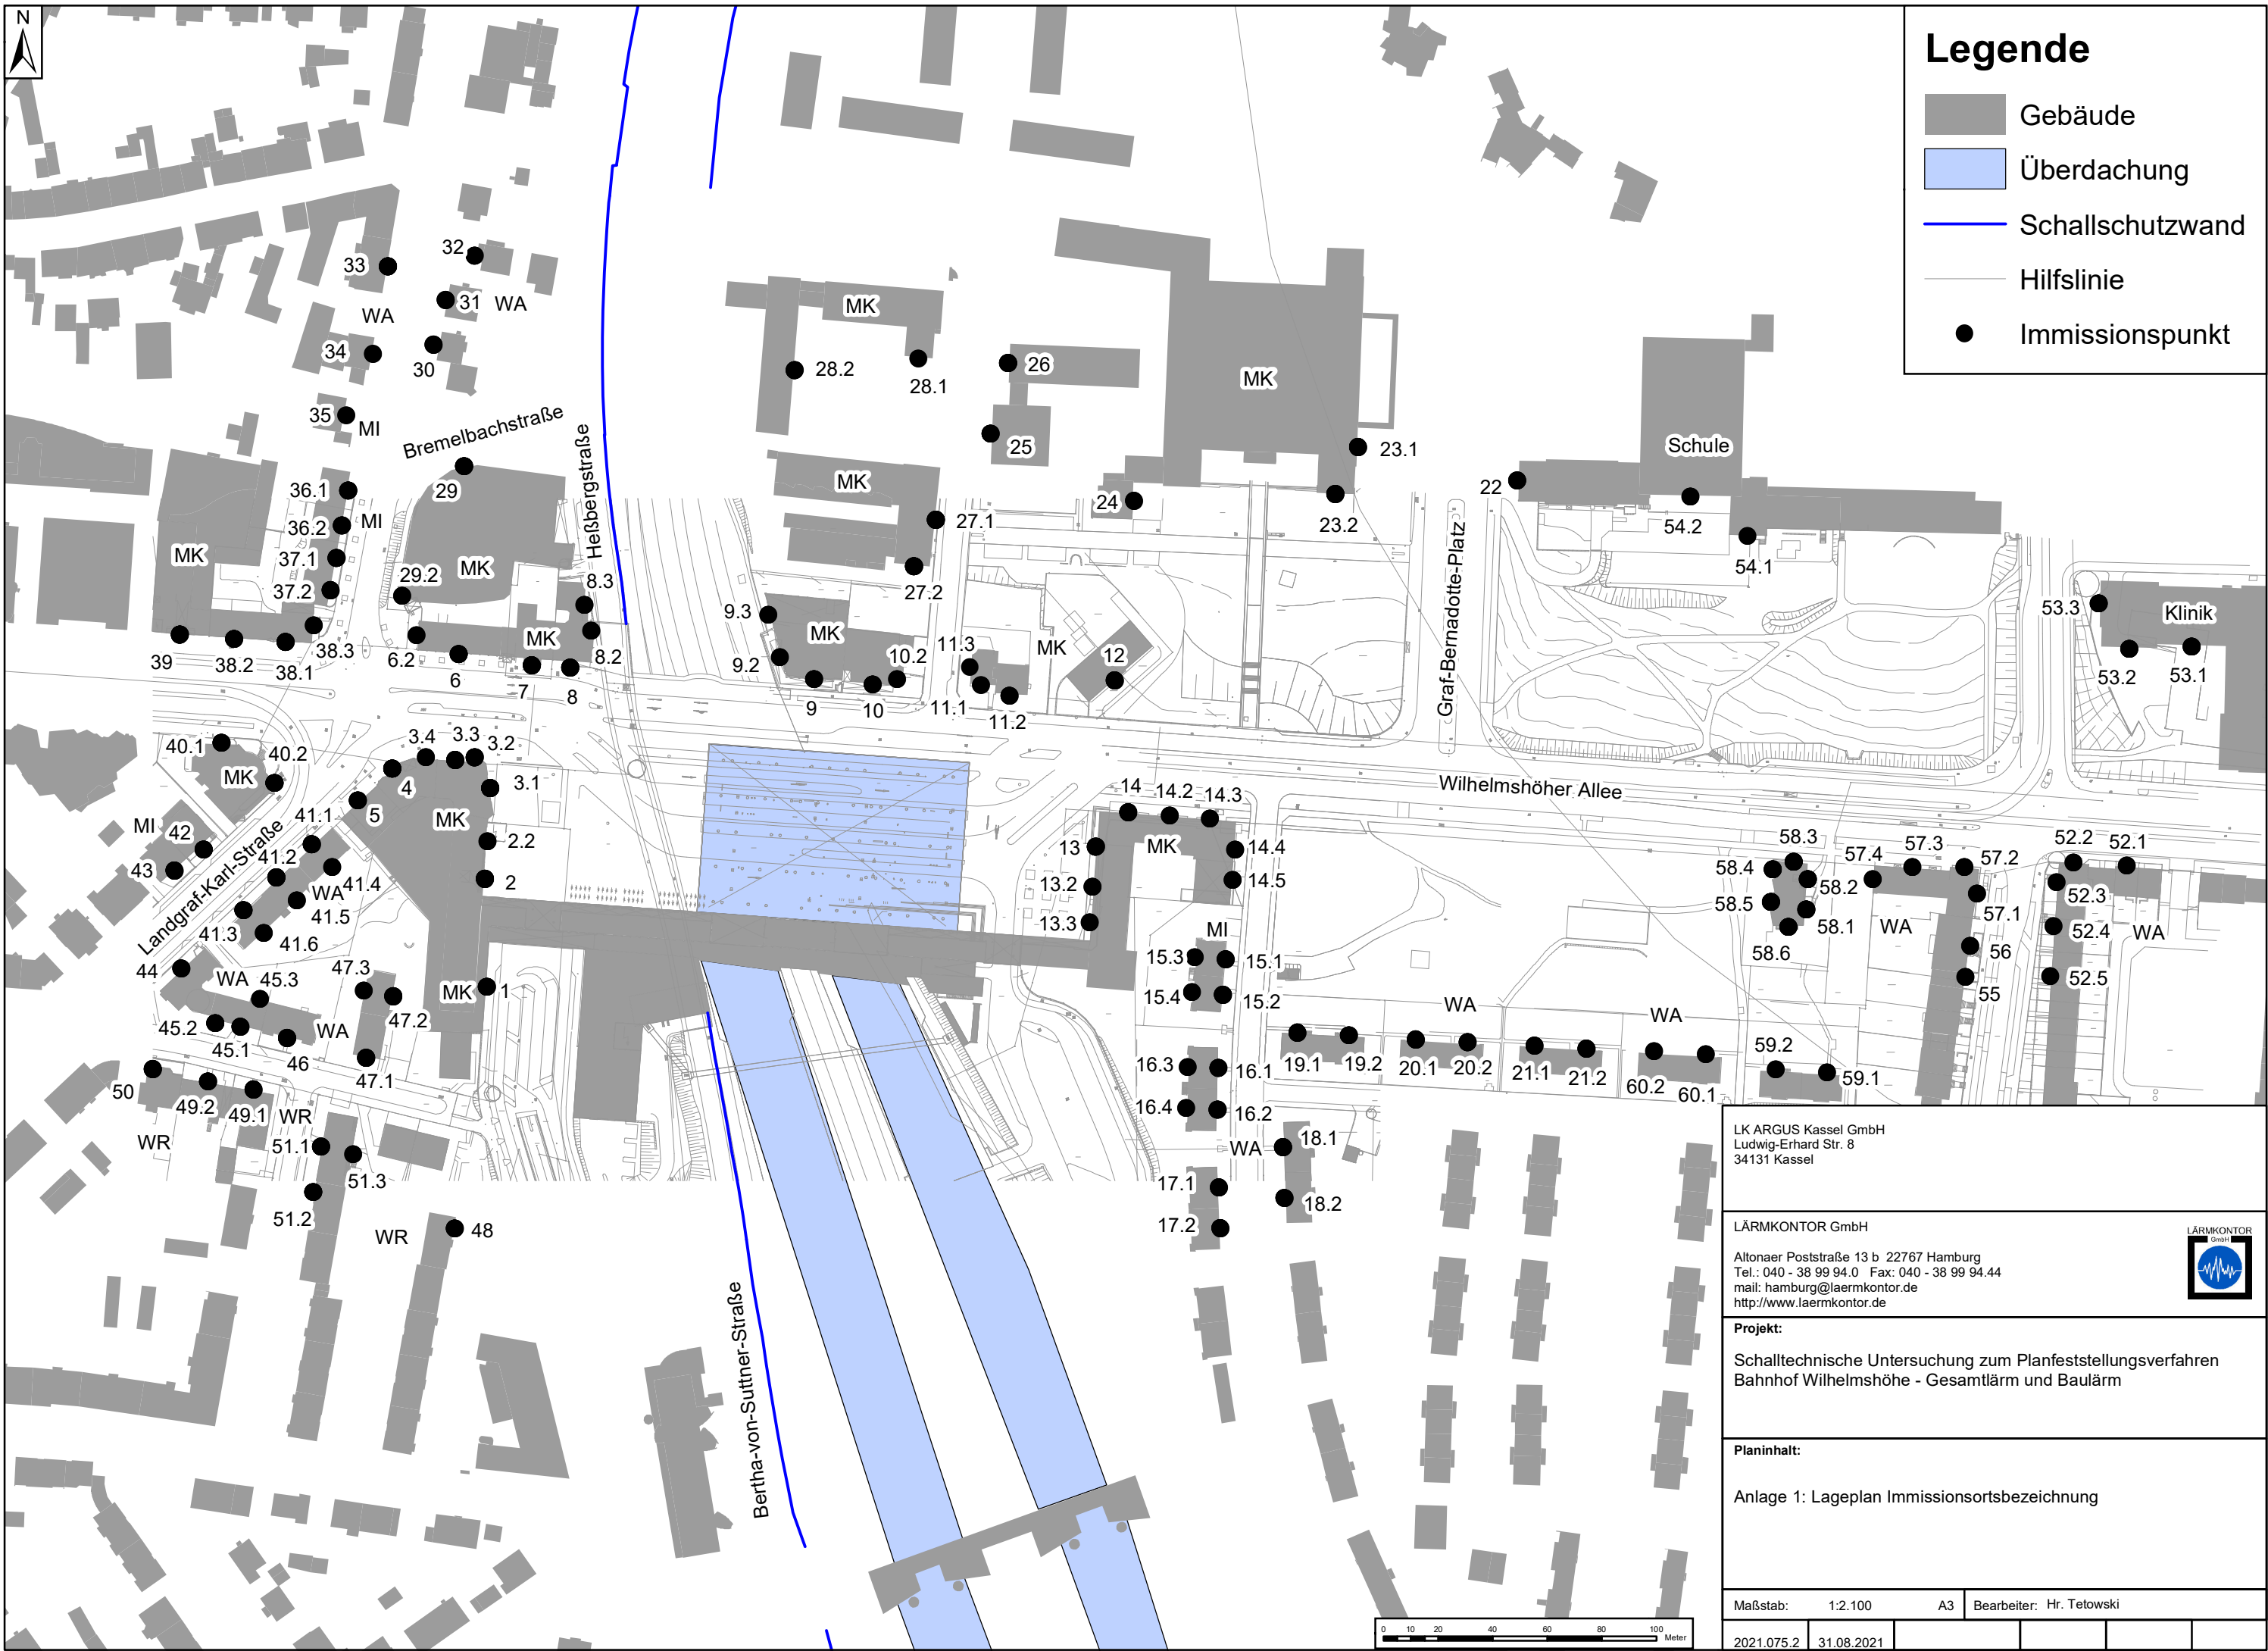 N
Legende
Gebäude
Überdachung
Schallschutzwand
Hilfslinie
Immissionspunkt
32
33
31
WA
WA
34
30
35
MI
Bremelbachstraße
Heßbergstraße
29
36.1
36.2
MI
37.1
37.2
MK
29.2
MK
8.3
39
38.2
38.1
38.3
6.2
6
7
MK
8
8.2
MK
28.2
28.1
26
25
MK
23.1
23.2
24
MK
27.1
27.2
9.3
MK
9.2
9
10
10.2
11.3
11.1
11.2
MK
12
Graf-Bernadotte-Platz
22
Schule
54.2
54.1
53.3
Klinik
53.2
53.1
Wilhelmshöher Allee
40.1
40.2
MK
3.4
3.3
3.2
3.1
4
5
MK
2.2
2
41.1
MI
42
43
41.2
41.4
WA
41.5
41.3
41.6
Landgraf-Karl-Straße
44
WA
45.3
47.3
47.2
MK
1
45.2
45.1
46
WA
47.1
50
49.2
49.1
WR
WR
51.1
51.3
51.2
WR
48
Bertha-von-Suttner-Straße
14
14.2
14.3
13
MK
14.4
13.2
14.5
13.3
MI
15.3
15.1
15.4
15.2
16.3
16.1
16.4
16.2
WA
18.1
17.1
18.2
17.2
WA
WA
19.1
19.2
20.1
20.2
21.1
21.2
60.2
60.1
59.2
59.1
58.3
58.4
58.2
58.5
58.1
58.6
57.4
57.3
57.2
57.1
WA
56
55
52.2
52.1
52.3
52.4
WA
52.5
LK ARGUS Kassel GmbH
Ludwig-Erhard Str. 8
34131 Kassel
LÄRMKONTOR GmbH
Altonaer Poststraße 13 b 22767 Hamburg
Tel.: 040 - 38 99 94.0 Fax: 040 - 38 99 94.44
mail: hamburg@laermkontor.de
http://www.laermkontor.de
LÄRMKONTOR
GmbH
Projekt:
Schalltechnische Untersuchung zum Planfeststellungsverfahren
Bahnhof Wilhelmshöhe - Gesamtlärm und Baulärm
Planinhalt:
Anlage 1: Lageplan Immissionsortsbezeichnung
Maßstab: 1:2.100 A3 Bearbeiter: Hr. Tetowski
2021.075.2 31.08.2021
0 10 20 40 60 80 100 Meter